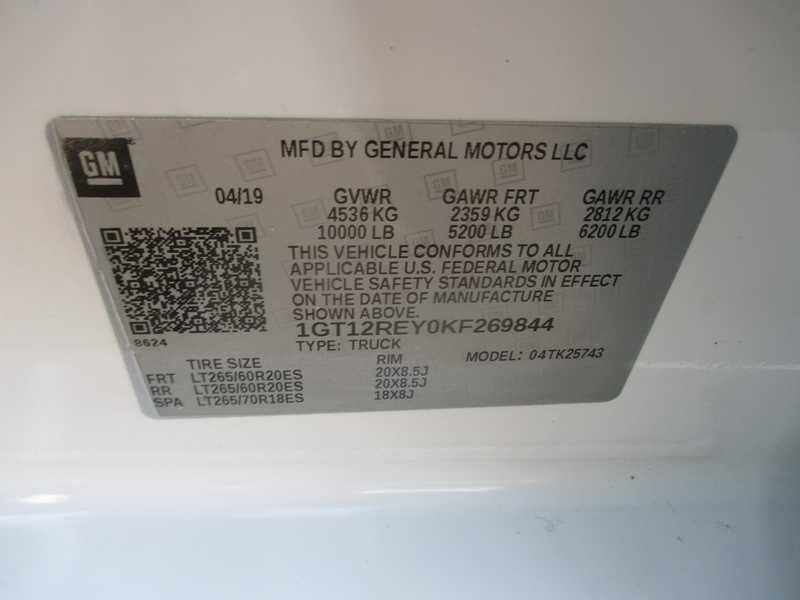 GM
MFD BY GENERAL MOTORS LLC
04/19 GVWR GAWR FRT GAWR RR
4536 KG 2359 KG 2812 KG
10000 LB 5200 LB 6200 LB
THIS VEHICLE CONFORMS TO ALL
APPLICABLE U.S. FEDERAL MOTOR
VEHICLE SAFETY STANDARDS IN EFFECT
ON THE DATE OF MANUFACTURE
SHOWN ABOVE.
8624
1GT12REY0KF269844
TYPE: TRUCK MODEL: 04TK25743
TIRE SIZE RIM
FRT LT265/60R20ES 20X8.5J
RR LT265/60R20ES 20X8.5J
SPA LT265/70R18ES 18X8J